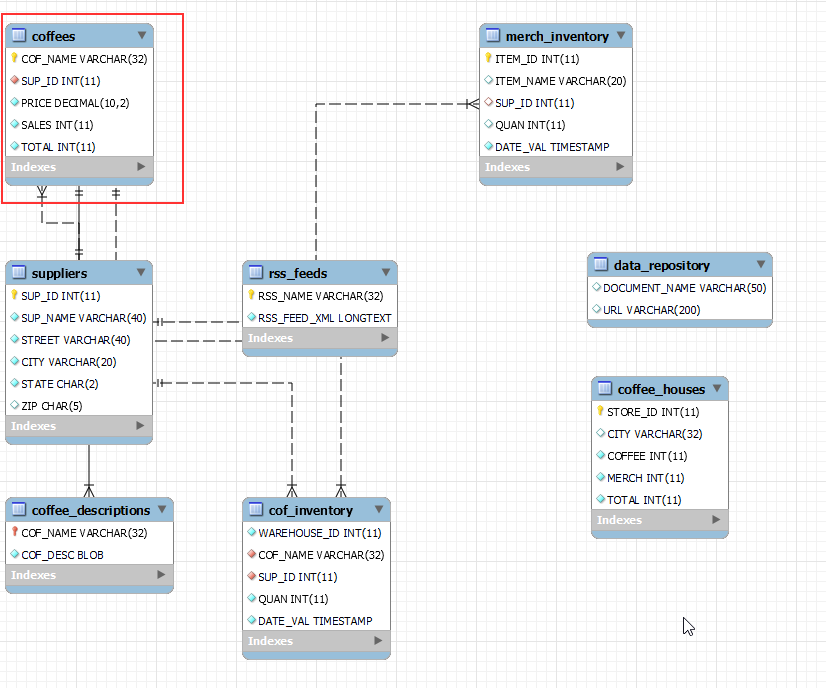 coffees
COF_NAME VARCHAR(32)
SUP_ID INT(11)
PRICE DECIMAL(10,2)
SALES INT(11)
TOTAL INT(11)
Indexes
merch_inventory
ITEM_ID INT(11)
ITEM_NAME VARCHAR(20)
SUP_ID INT(11)
QUAN INT(11)
DATE_VAL TIMESTAMP
Indexes
suppliers
SUP_ID INT(11)
SUP_NAME VARCHAR(40)
STREET VARCHAR(40)
CITY VARCHAR(20)
STATE CHAR(2)
ZIP CHAR(5)
Indexes
rss_feeds
RSS_NAME VARCHAR(32)
RSS_FEED_XML LONGTEXT
Indexes
data_repository
DOCUMENT_NAME VARCHAR(50)
URL VARCHAR(200)
coffee_houses
STORE_ID INT(11)
CITY VARCHAR(32)
COFFEE INT(11)
MERCH INT(11)
TOTAL INT(11)
Indexes
coffee_descriptions
COF_NAME VARCHAR(32)
COF_DESC BLOB
Indexes
cof_inventory
WAREHOUSE_ID INT(11)
COF_NAME VARCHAR(32)
SUP_ID INT(11)
QUAN INT(11)
DATE_VAL TIMESTAMP
Indexes